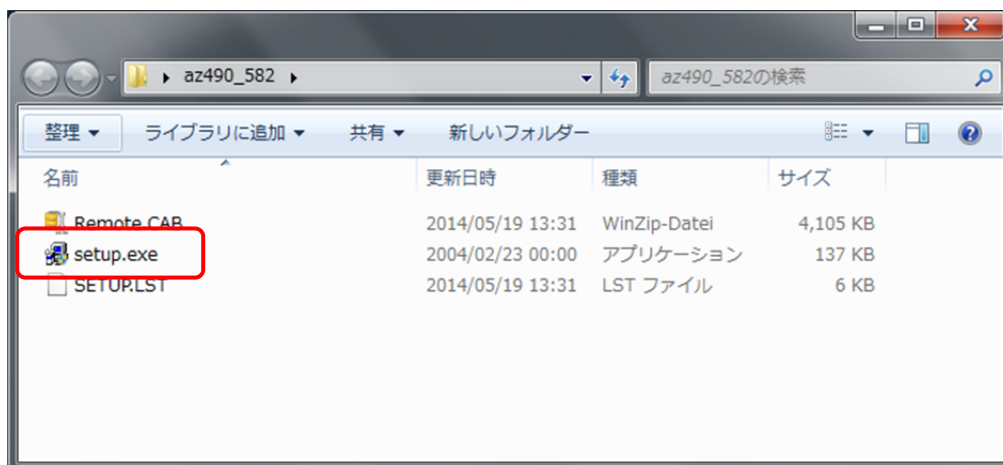 az490_582 az490_582の検索
整理 ライブラリに追加 共有 新しいフォルダー
名前 更新日時 種類 サイズ
Remote.CAB 2014/05/19 13:31 WinZip-Datei 4,105 KB
setup.exe 2004/02/23 00:00 アプリケーション 137 KB
SETUP.LST 2014/05/19 13:31 LST ファイル 6 KB